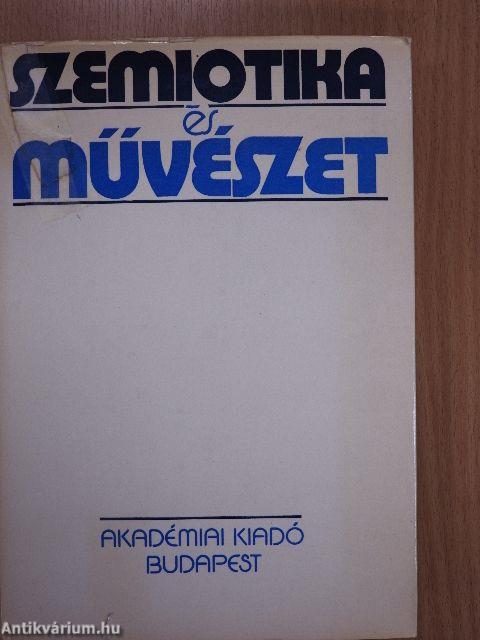 SZEMIOTIKA
és
MŰVÉSZET
AKADÉMIAI KIADÓ
BUDAPEST
Antikvárium.hu